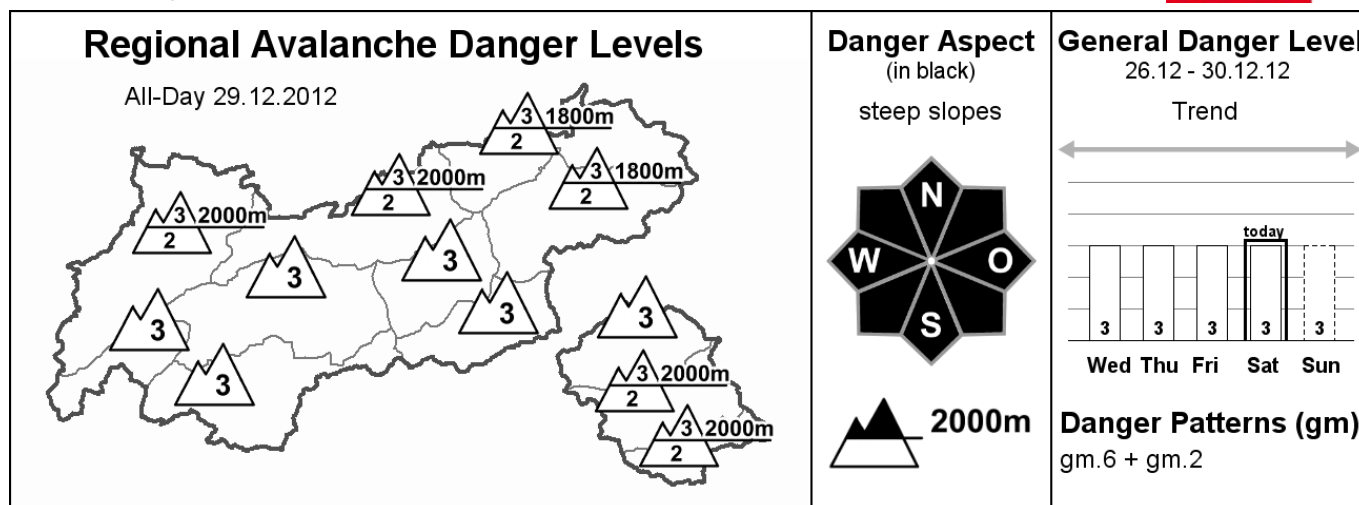 Regional Avalanche Danger Levels
All-Day 29.12.2012
3 1800m
2
3 1800m
2
3 2000m
2
3 2000m
2
3
3
3
3
3
3
3 2000m
2
3 2000m
2
Danger Aspect
(in black)
steep slopes
N
W O
S
2000m
General Danger Level
26.12 - 30.12.12
Trend
today
3 3 3 3 3
Wed Thu Fri Sat Sun
Danger Patterns (gm)
gm.6 + gm.2